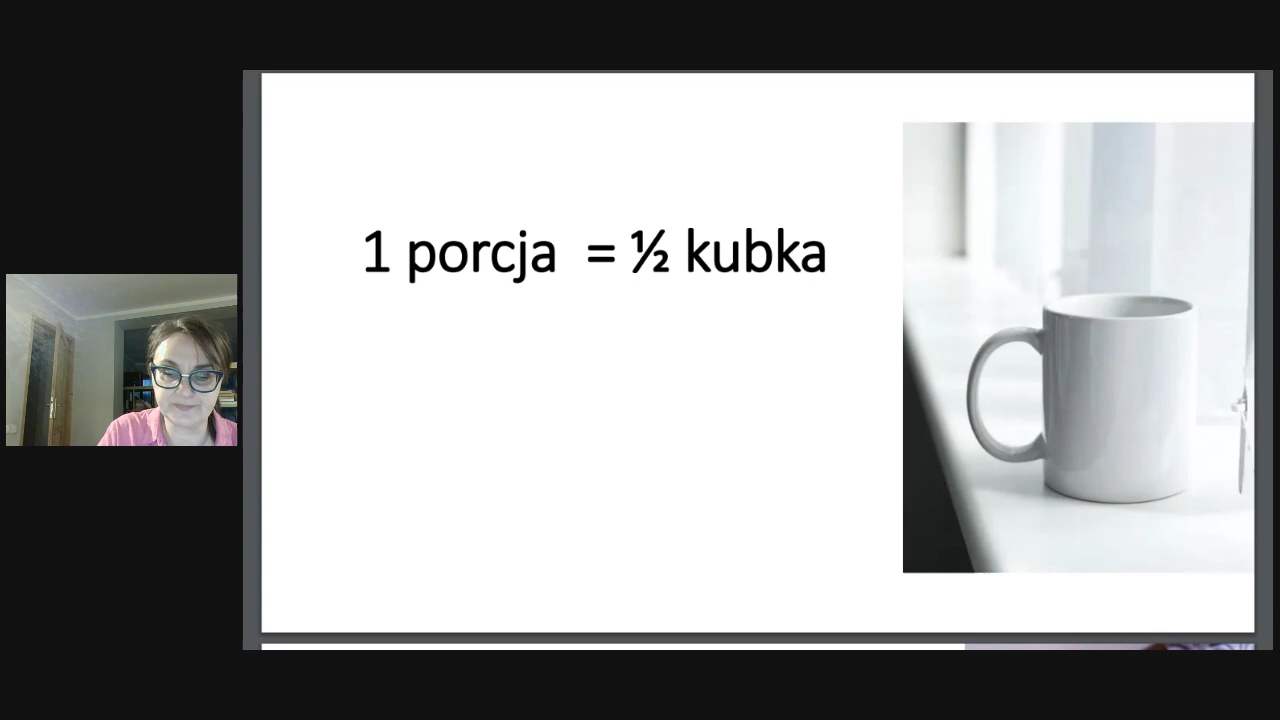 1 porcja = ½ kubka